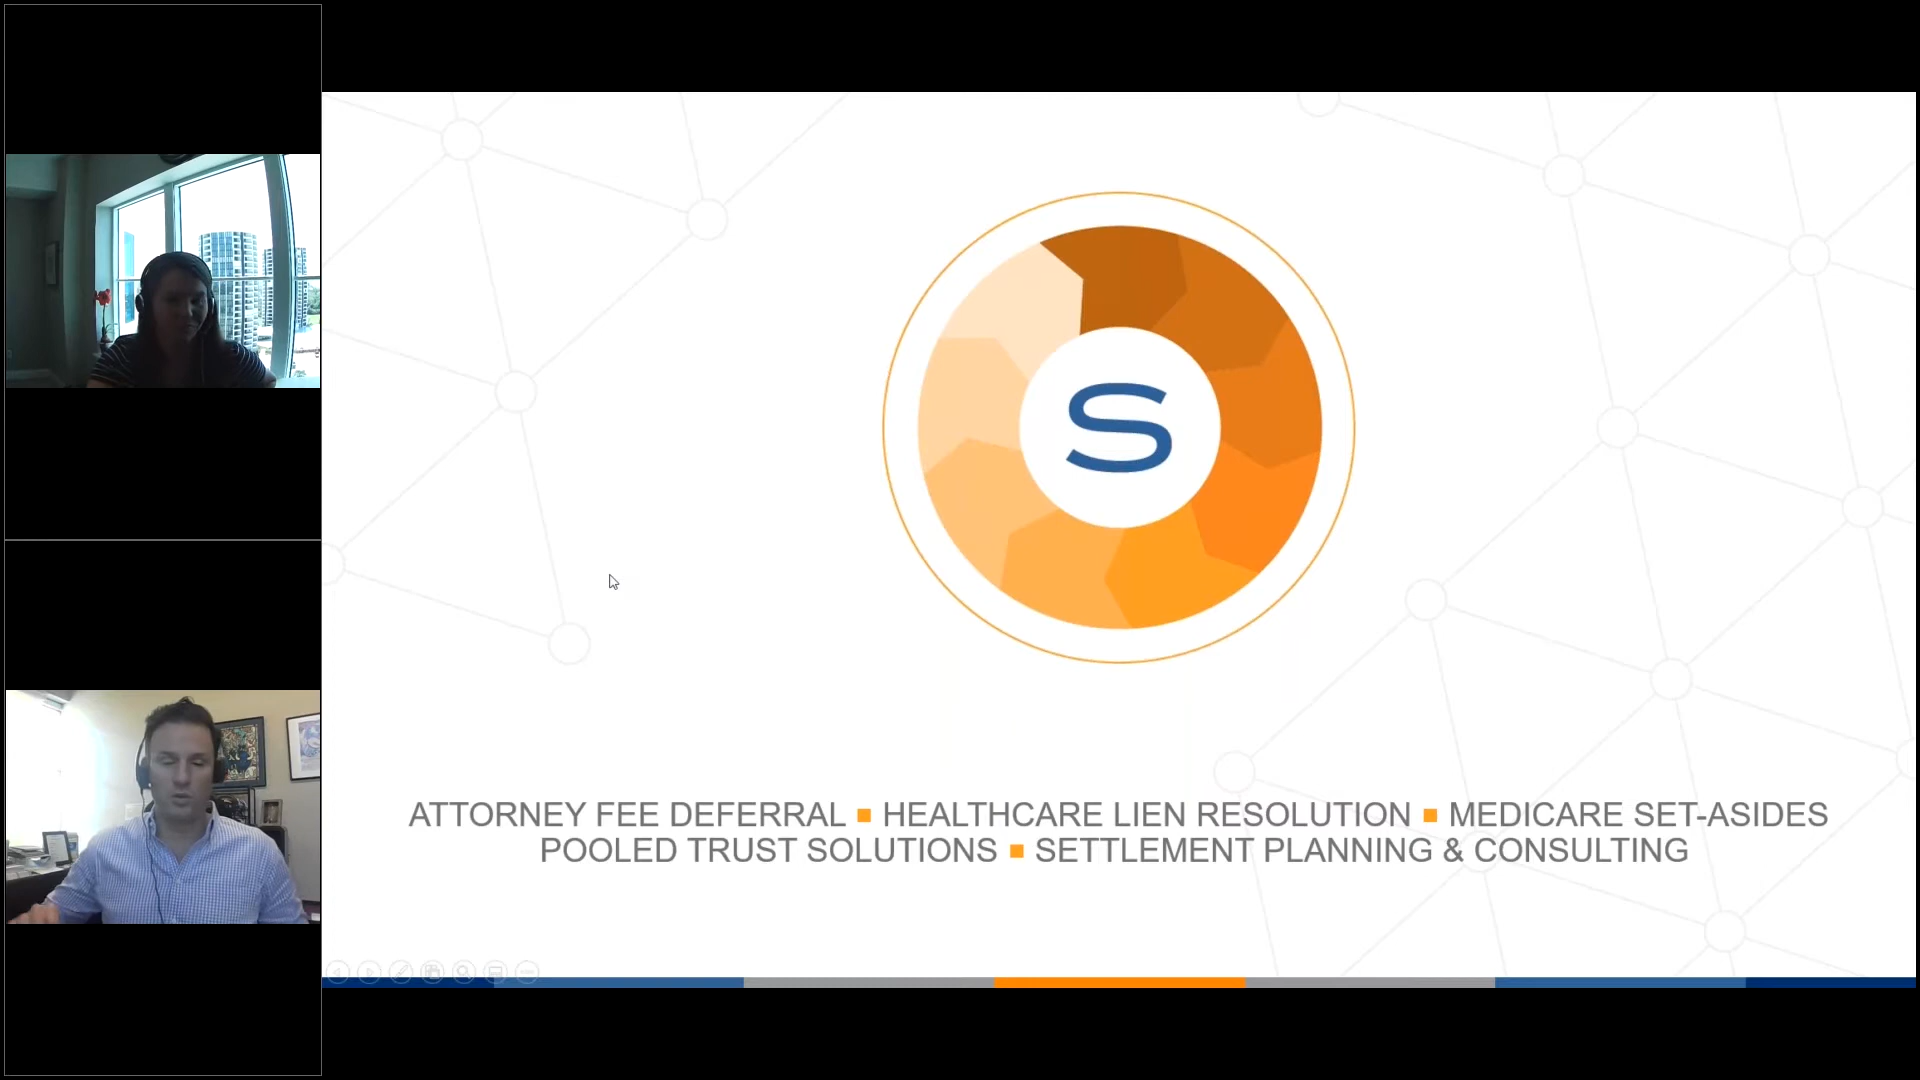 S
ATTORNEY FEE DEFERRAL ▪ HEALTHCARE LIEN RESOLUTION ▪ MEDICARE SET-ASIDES
POOLED TRUST SOLUTIONS ▪ SETTLEMENT PLANNING & CONSULTING